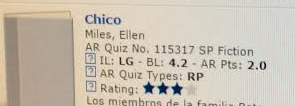 Chico
Miles, Ellen
AR Quiz No. 115317 SP Fiction
IL: LG - BL: 4.2 - AR Pts: 2.0
AR Quiz Types: RP
Rating: ★★★
Los miembros de la familia